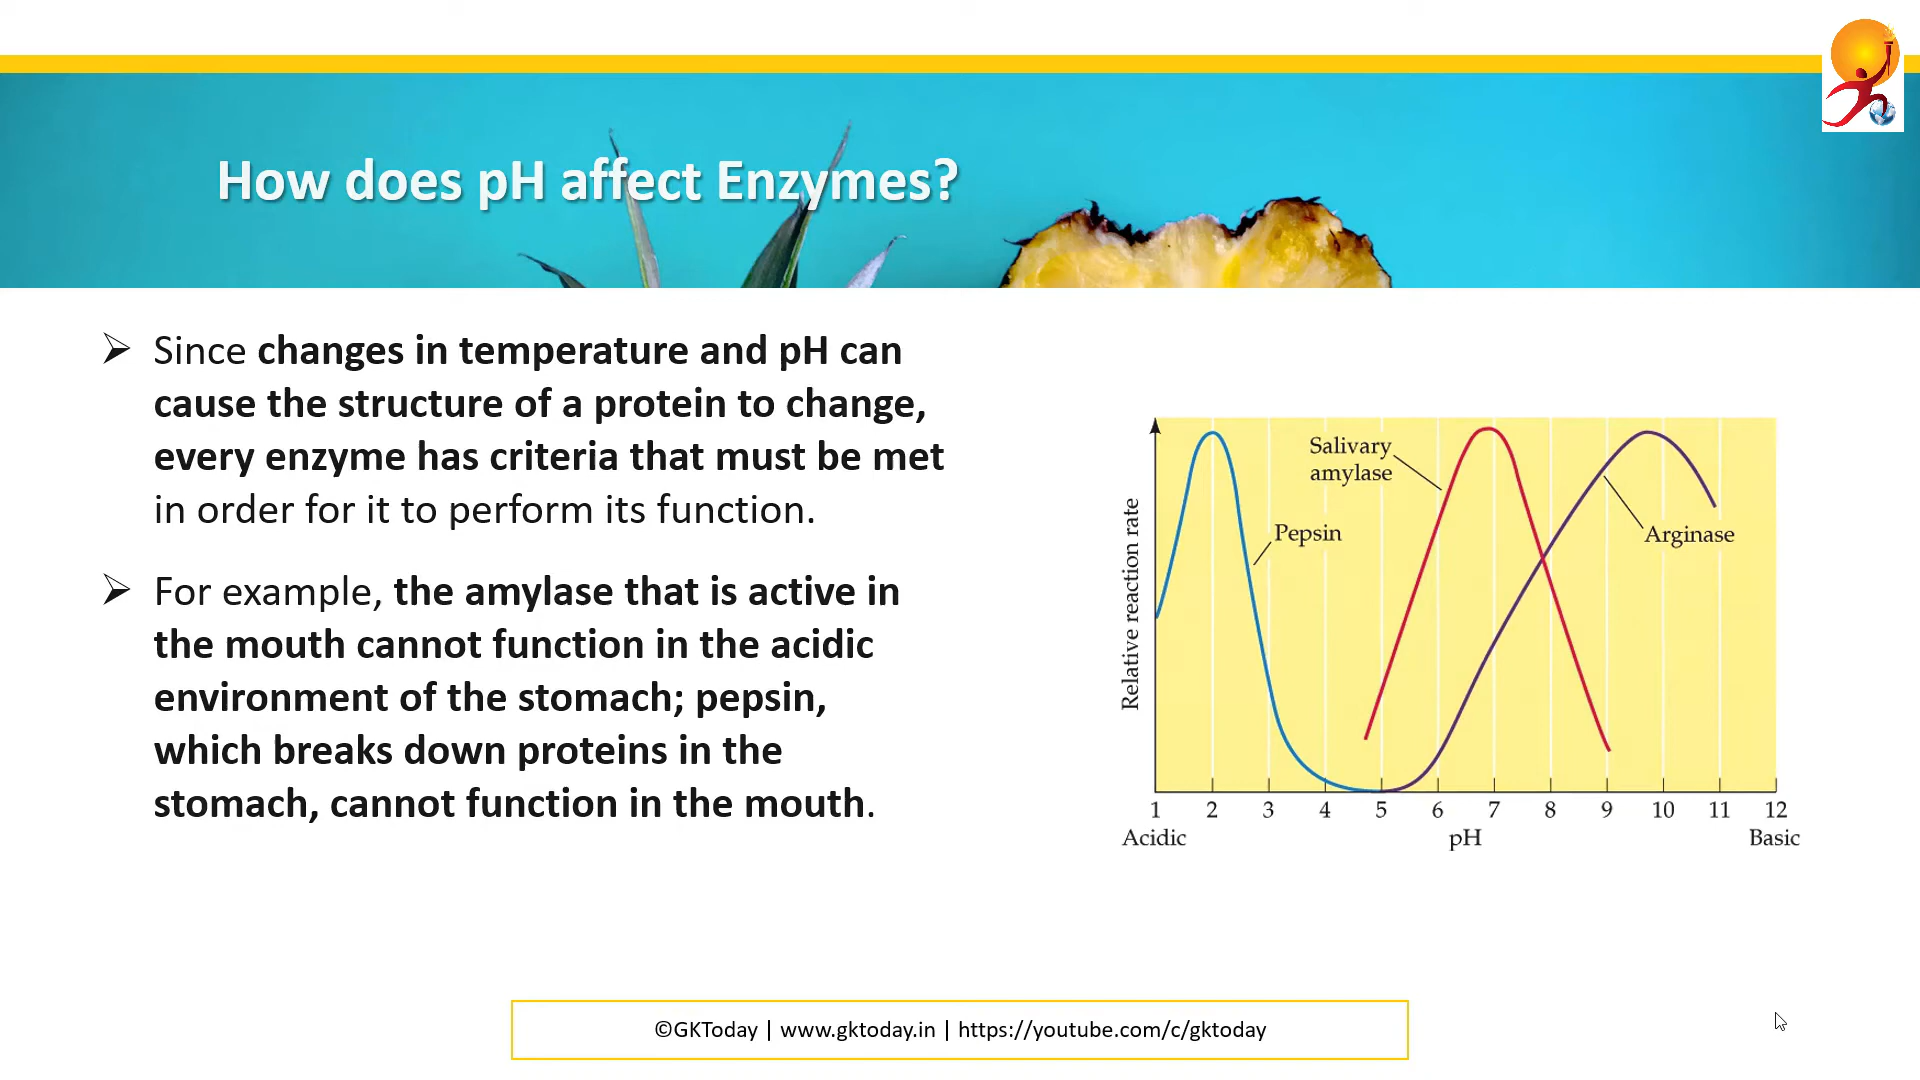 How does pH affect Enzymes?
➢ Since changes in temperature and pH can
cause the structure of a protein to change,
every enzyme has criteria that must be met
in order for it to perform its function.
➢ For example, the amylase that is active in
the mouth cannot function in the acidic
environment of the stomach; pepsin,
which breaks down proteins in the
stomach, cannot function in the mouth.
Relative reaction rate
Salivary
amylase
Pepsin
Arginase
1 2 3 4 5 6 7 8 9 10 11 12
Acidic pH Basic
©GKToday | www.gktoday.in | https://youtube.com/c/gktoday